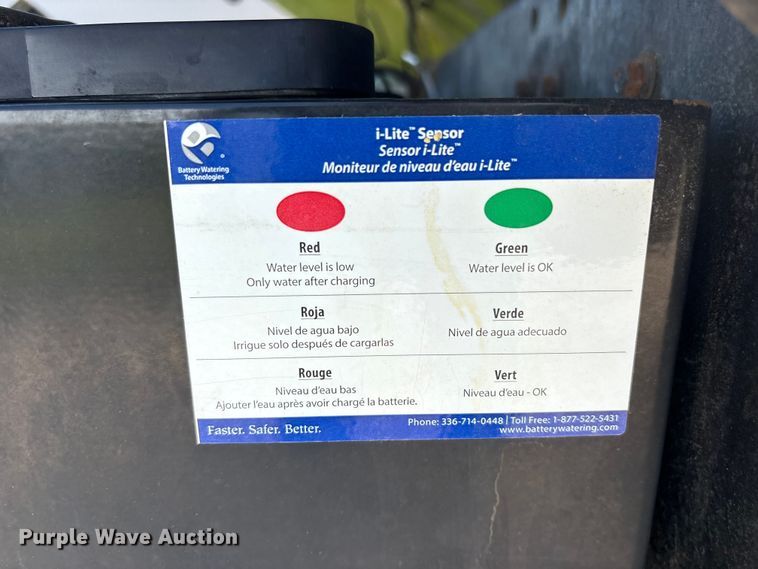 i-Lite™ Sensor
Sensor i-Lite™
Moniteur de niveau d'eau i-Lite™
Battery Watering
Technologies
®
Red
Water level is low
Only water after charging
Green
Water level is OK
Roja
Nivel de agua bajo
Irrigue solo después de cargarlas
Verde
Nivel de agua adecuado
Rouge
Niveau d'eau bas
Ajouter l'eau après avoir chargé la batterie.
Vert
Niveau d'eau - OK
Faster. Safer. Better.
Phone: 336-714-0448 | Toll Free: 1-877-522-5431
www.batterywatering.com
Purple Wave Auction®